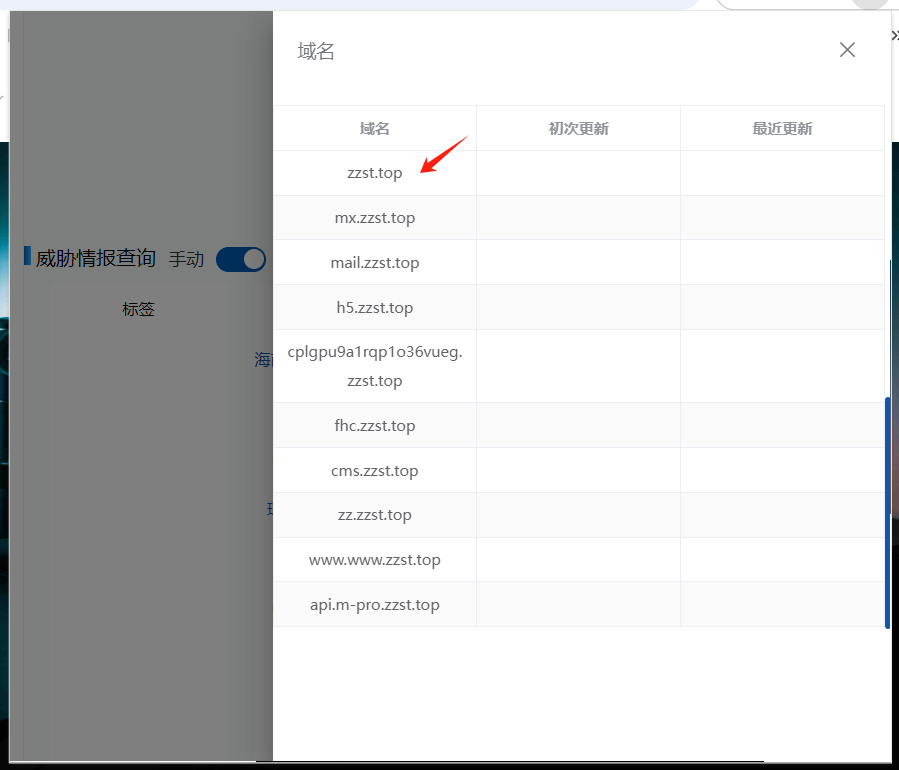 域名
域名 初次更新 最近更新
zzst.top
mx.zzst.top
威胁情报查询 手动
mail.zzst.top
标签
h5.zzst.top
海
cplgpu9a1rqp1o36vueg.
zzst.top
fhc.zzst.top
cms.zzst.top
zz.zzst.top
www.www.zzst.top
api.m-pro.zzst.top